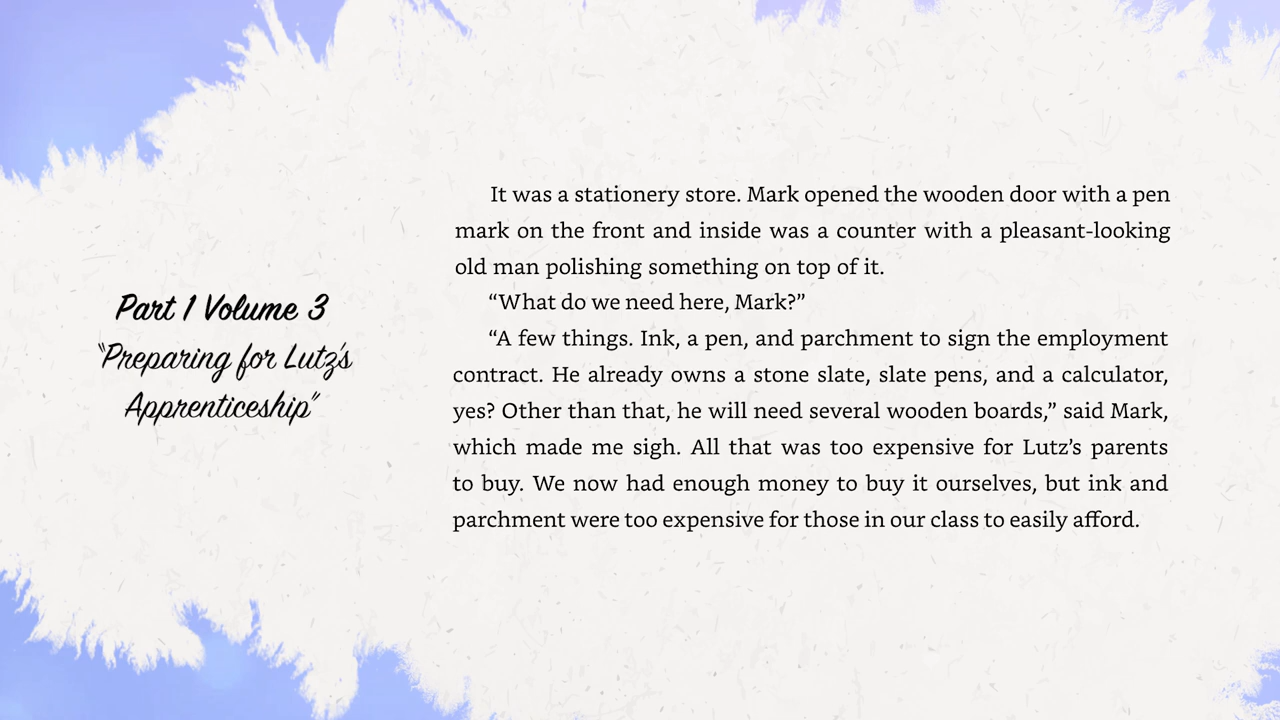 Part 1 Volume 3
“Preparing for Lutz’s
Apprenticeship”
It was a stationery store. Mark opened the wooden door with a pen
mark on the front and inside was a counter with a pleasant-looking
old man polishing something on top of it.
“What do we need here, Mark?”
“A few things. Ink, a pen, and parchment to sign the employment
contract. He already owns a stone slate, slate pens, and a calculator,
yes? Other than that, he will need several wooden boards,” said Mark,
which made me sigh. All that was too expensive for Lutz’s parents
to buy. We now had enough money to buy it ourselves, but ink and
parchment were too expensive for those in our class to easily afford.